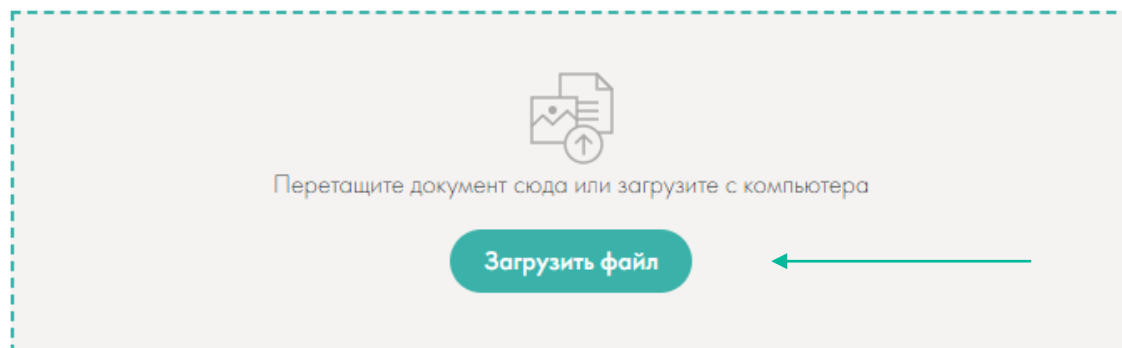 Перетащите документ сюда или загрузите с компьютера
Загрузить файл